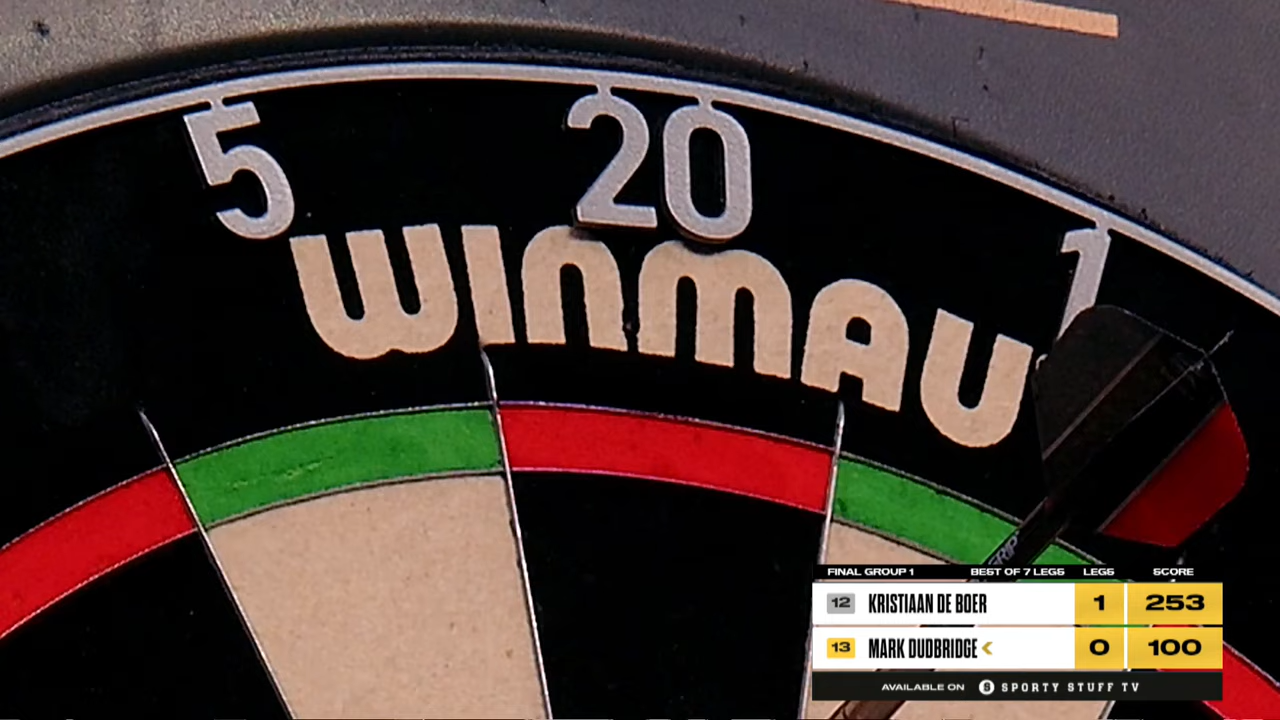 5 20 1
WINMAU
GRIP
FINAL GROUP 1 BEST OF 7 LEGS LEGS SCORE
12 KRISTIAAN DE BOER 1 253
13 MARK DUDBRIDGE 0 100
AVAILABLE ON S SPORTY STUFF TV